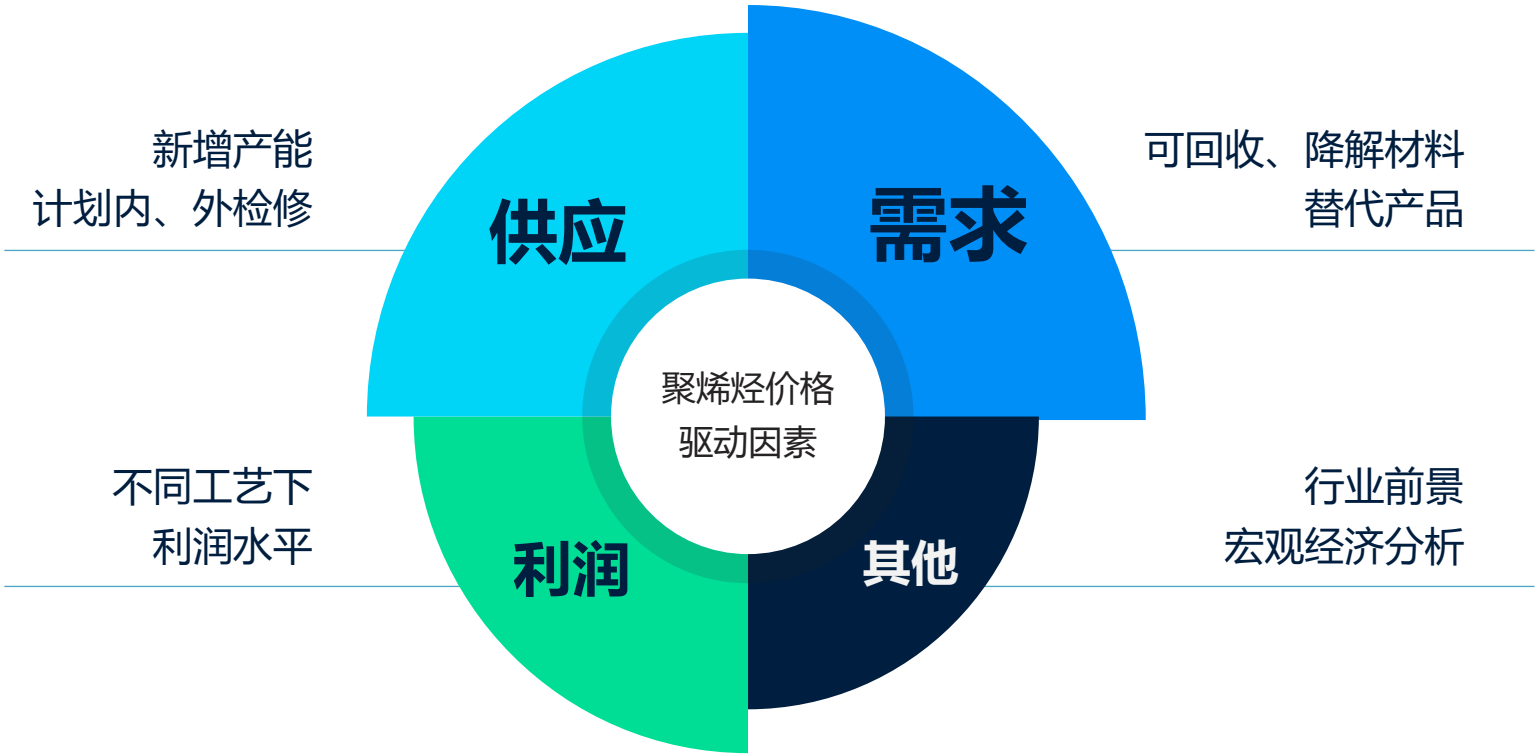 新增产能
计划内、外检修
供应
需求
可回收、降解材料
替代产品
聚烯烃价格
驱动因素
不同工艺下
利润水平
利润
其他
行业前景
宏观经济分析